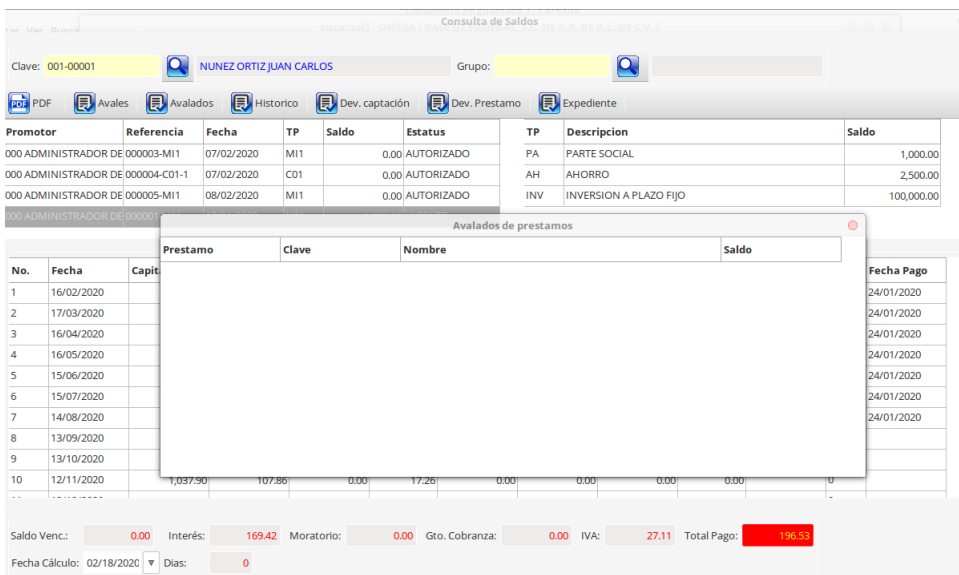 Consulta de Saldos
Clave: 001-00001 NUNEZ ORTIZ JUAN CARLOS Grupo:
PDF PDF Avales Avalados Historico Dev. captación Dev. Prestamo Expediente
Promotor Referencia Fecha TP Saldo Estatus TP Descripcion Saldo
000 ADMINISTRADOR DE 000003-MI1 07/02/2020 MI1 0.00 AUTORIZADO PA PARTE SOCIAL 1,000.00
000 ADMINISTRADOR DE 000004-C01-1 07/02/2020 C01 0.00 AUTORIZADO AH AHORRO 2,500.00
000 ADMINISTRADOR DE 000005-MI1 08/02/2020 MI1 0.00 AUTORIZADO INV INVERSION A PLAZO FIJO 100,000.00
000 ADMINISTRADOR DE 000001
Avalados de prestamos
Prestamo Clave Nombre Saldo
No. Fecha Capit Fecha Pago
1 16/02/2020 24/01/2020
2 17/03/2020 24/01/2020
3 16/04/2020 24/01/2020
4 16/05/2020 24/01/2020
5 15/06/2020 24/01/2020
6 15/07/2020 24/01/2020
7 14/08/2020 24/01/2020
8 13/09/2020
9 13/10/2020
10 12/11/2020 1,037.90 107.86 0.00 17.26 0.00 0.00 0.00 0.00 0
Saldo Venc.: 0.00 Interés: 169.42 Moratorio: 0.00 Gto. Cobranza: 0.00 IVA: 27.11 Total Pago: 196.53
Fecha Cálculo: 02/18/2020 Dias: 0